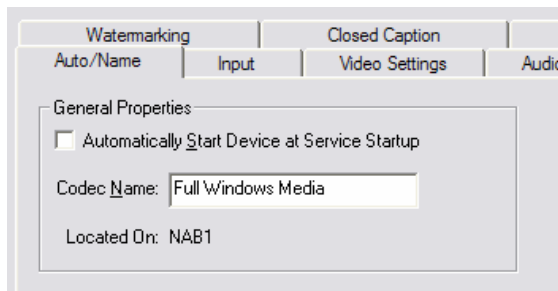 Watermarking Closed Caption
Auto/Name Input Video Settings
General Properties
Automatically Start Device at Service Startup
Codec Name: Full Windows Media
Located On: NAB1